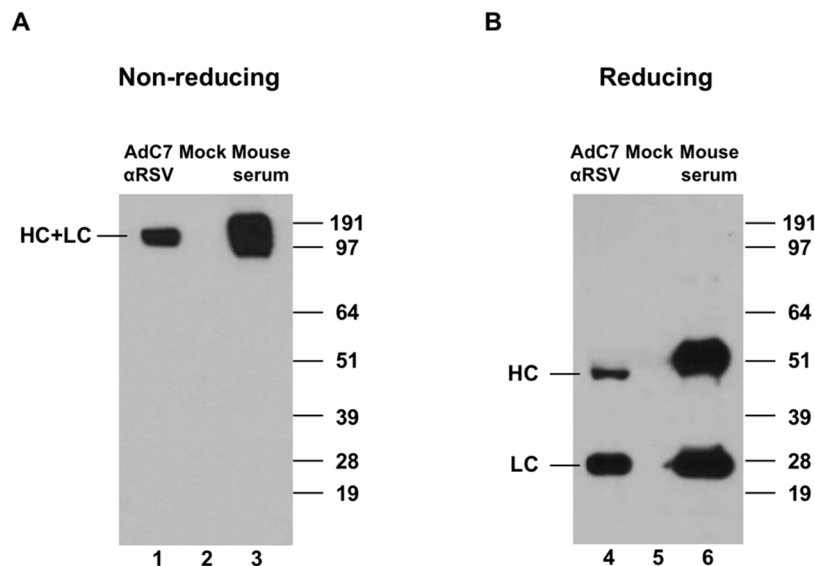 A
Non-reducing
AdC7 Mock Mouse
αRSV serum
HC+LC
191
97
64
51
39
28
19
1 2 3
B
Reducing
AdC7 Mock Mouse
αRSV serum
HC
LC
191
97
64
51
39
28
19
4 5 6